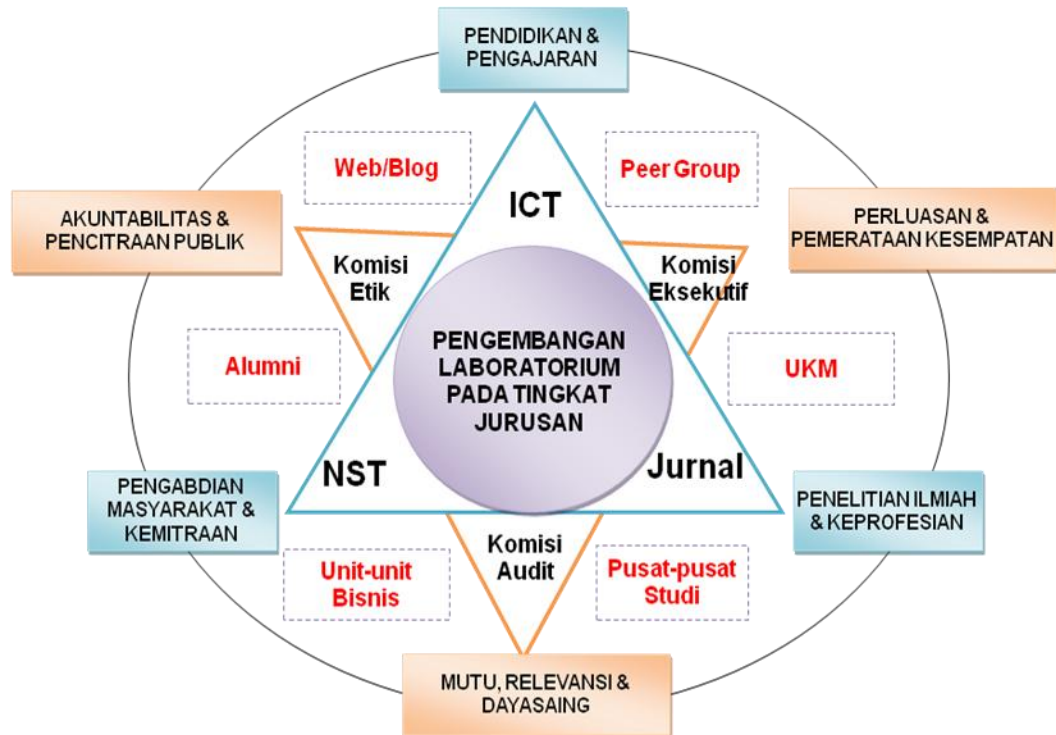 PENDIDIKAN &
PENGAJARAN
Web/Blog
Peer Group
ICT
AKUNTABILITAS &
PENCITRAAN PUBLIK
PERLUASAN &
PEMERATAAN KESEMPATAN
Komisi
Etik
Komisi
Eksekutif
PENGEMBANGAN
LABORATORIUM
PADA TINGKAT
JURUSAN
Alumni
UKM
NST
Jurnal
PENGABDIAN
MASYARAKAT &
KEMITRAAN
PENELITIAN ILMIAH
& KEPROFESIAN
Unit-unit
Bisnis
Komisi
Audit
Pusat-pusat
Studi
MUTU, RELEVANSI &
DAYASAING